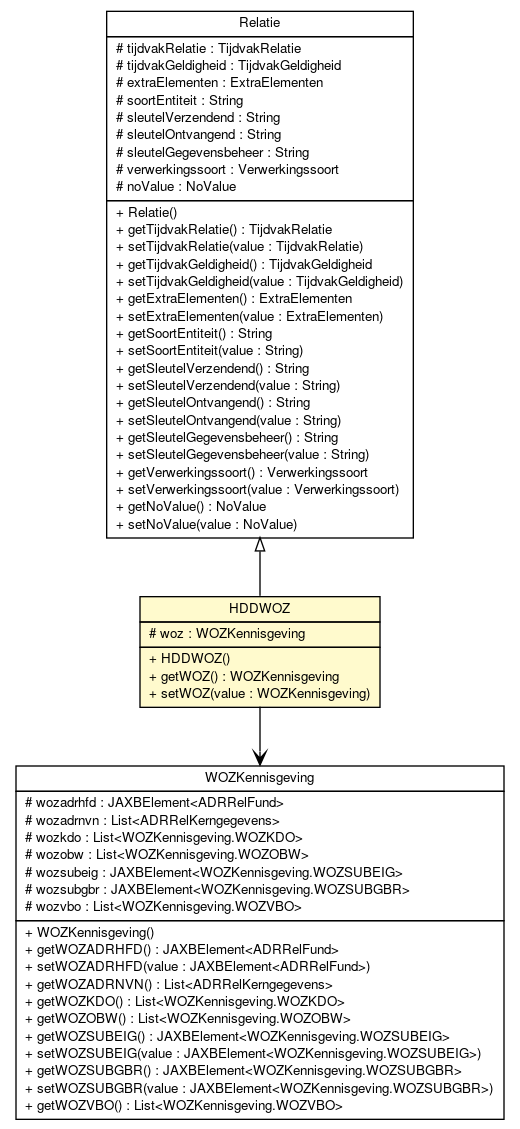 Relatie
# tijdvakRelatie : TijdvakRelatie
# tijdvakGeldigheid : TijdvakGeldigheid
# extraElementen : ExtraElementen
# soortEntiteit : String
# sleutelVerzendend : String
# sleutelOntvangend : String
# sleutelGegevensbeheer : String
# verwerkingssoort : Verwerkingssoort
# noValue : NoValue
+ Relatie()
+ getTijdvakRelatie() : TijdvakRelatie
+ setTijdvakRelatie(value : TijdvakRelatie)
+ getTijdvakGeldigheid() : TijdvakGeldigheid
+ setTijdvakGeldigheid(value : TijdvakGeldigheid)
+ getExtraElementen() : ExtraElementen
+ setExtraElementen(value : ExtraElementen)
+ getSoortEntiteit() : String
+ setSoortEntiteit(value : String)
+ getSleutelVerzendend() : String
+ setSleutelVerzendend(value : String)
+ getSleutelOntvangend() : String
+ setSleutelOntvangend(value : String)
+ getSleutelGegevensbeheer() : String
+ setSleutelGegevensbeheer(value : String)
+ getVerwerkingssoort() : Verwerkingssoort
+ setVerwerkingssoort(value : Verwerkingssoort)
+ getNoValue() : NoValue
+ setNoValue(value : NoValue)
HDDWOZ
# woz : WOZKennisgeving
+ HDDWOZ()
+ getWOZ() : WOZKennisgeving
+ setWOZ(value : WOZKennisgeving)
WOZKennisgeving
# wozadrhfd : JAXBElement<ADRRelFund>
# wozadrnvn : List<ADRRelKerngegevens>
# wozkdo : List<WOZKennisgeving.WOZKDO>
# wozobw : List<WOZKennisgeving.WOZOBW>
# wozsubeig : JAXBElement<WOZKennisgeving.WOZSUBEIG>
# wozsubgbr : JAXBElement<WOZKennisgeving.WOZSUBGBR>
# wozvbo : List<WOZKennisgeving.WOZVBO>
+ WOZKennisgeving()
+ getWOZADRHFD() : JAXBElement<ADRRelFund>
+ setWOZADRHFD(value : JAXBElement<ADRRelFund>)
+ getWOZADRNVN() : List<ADRRelKerngegevens>
+ getWOZKDO() : List<WOZKennisgeving.WOZKDO>
+ getWOZOBW() : List<WOZKennisgeving.WOZOBW>
+ getWOZSUBEIG() : JAXBElement<WOZKennisgeving.WOZSUBEIG>
+ setWOZSUBEIG(value : JAXBElement<WOZKennisgeving.WOZSUBEIG>)
+ getWOZSUBGBR() : JAXBElement<WOZKennisgeving.WOZSUBGBR>
+ setWOZSUBGBR(value : JAXBElement<WOZKennisgeving.WOZSUBGBR>)
+ getWOZVBO() : List<WOZKennisgeving.WOZVBO>